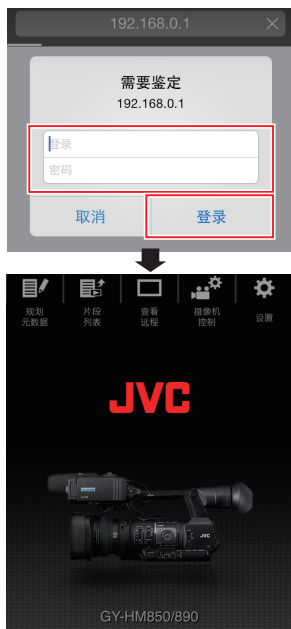 192.168.0.1
需要鉴定
192.168.0.1
登录
密码
取消 登录
规划 片段 查看 摄像机 设置
元数据 列表 远程 控制
JVC
JVC
GY-HM850/890